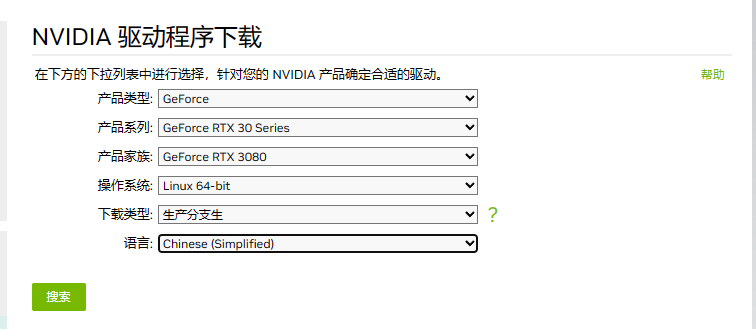 NVIDIA 驱动程序下载
在下方的下拉列表中进行选择，针对您的 NVIDIA 产品确定合适的驱动。 帮助
产品类型: GeForce
产品系列: GeForce RTX 30 Series
产品家族: GeForce RTX 3080
操作系统: Linux 64-bit
下载类型: 生产分支生 ?
语言: Chinese (Simplified)
搜索